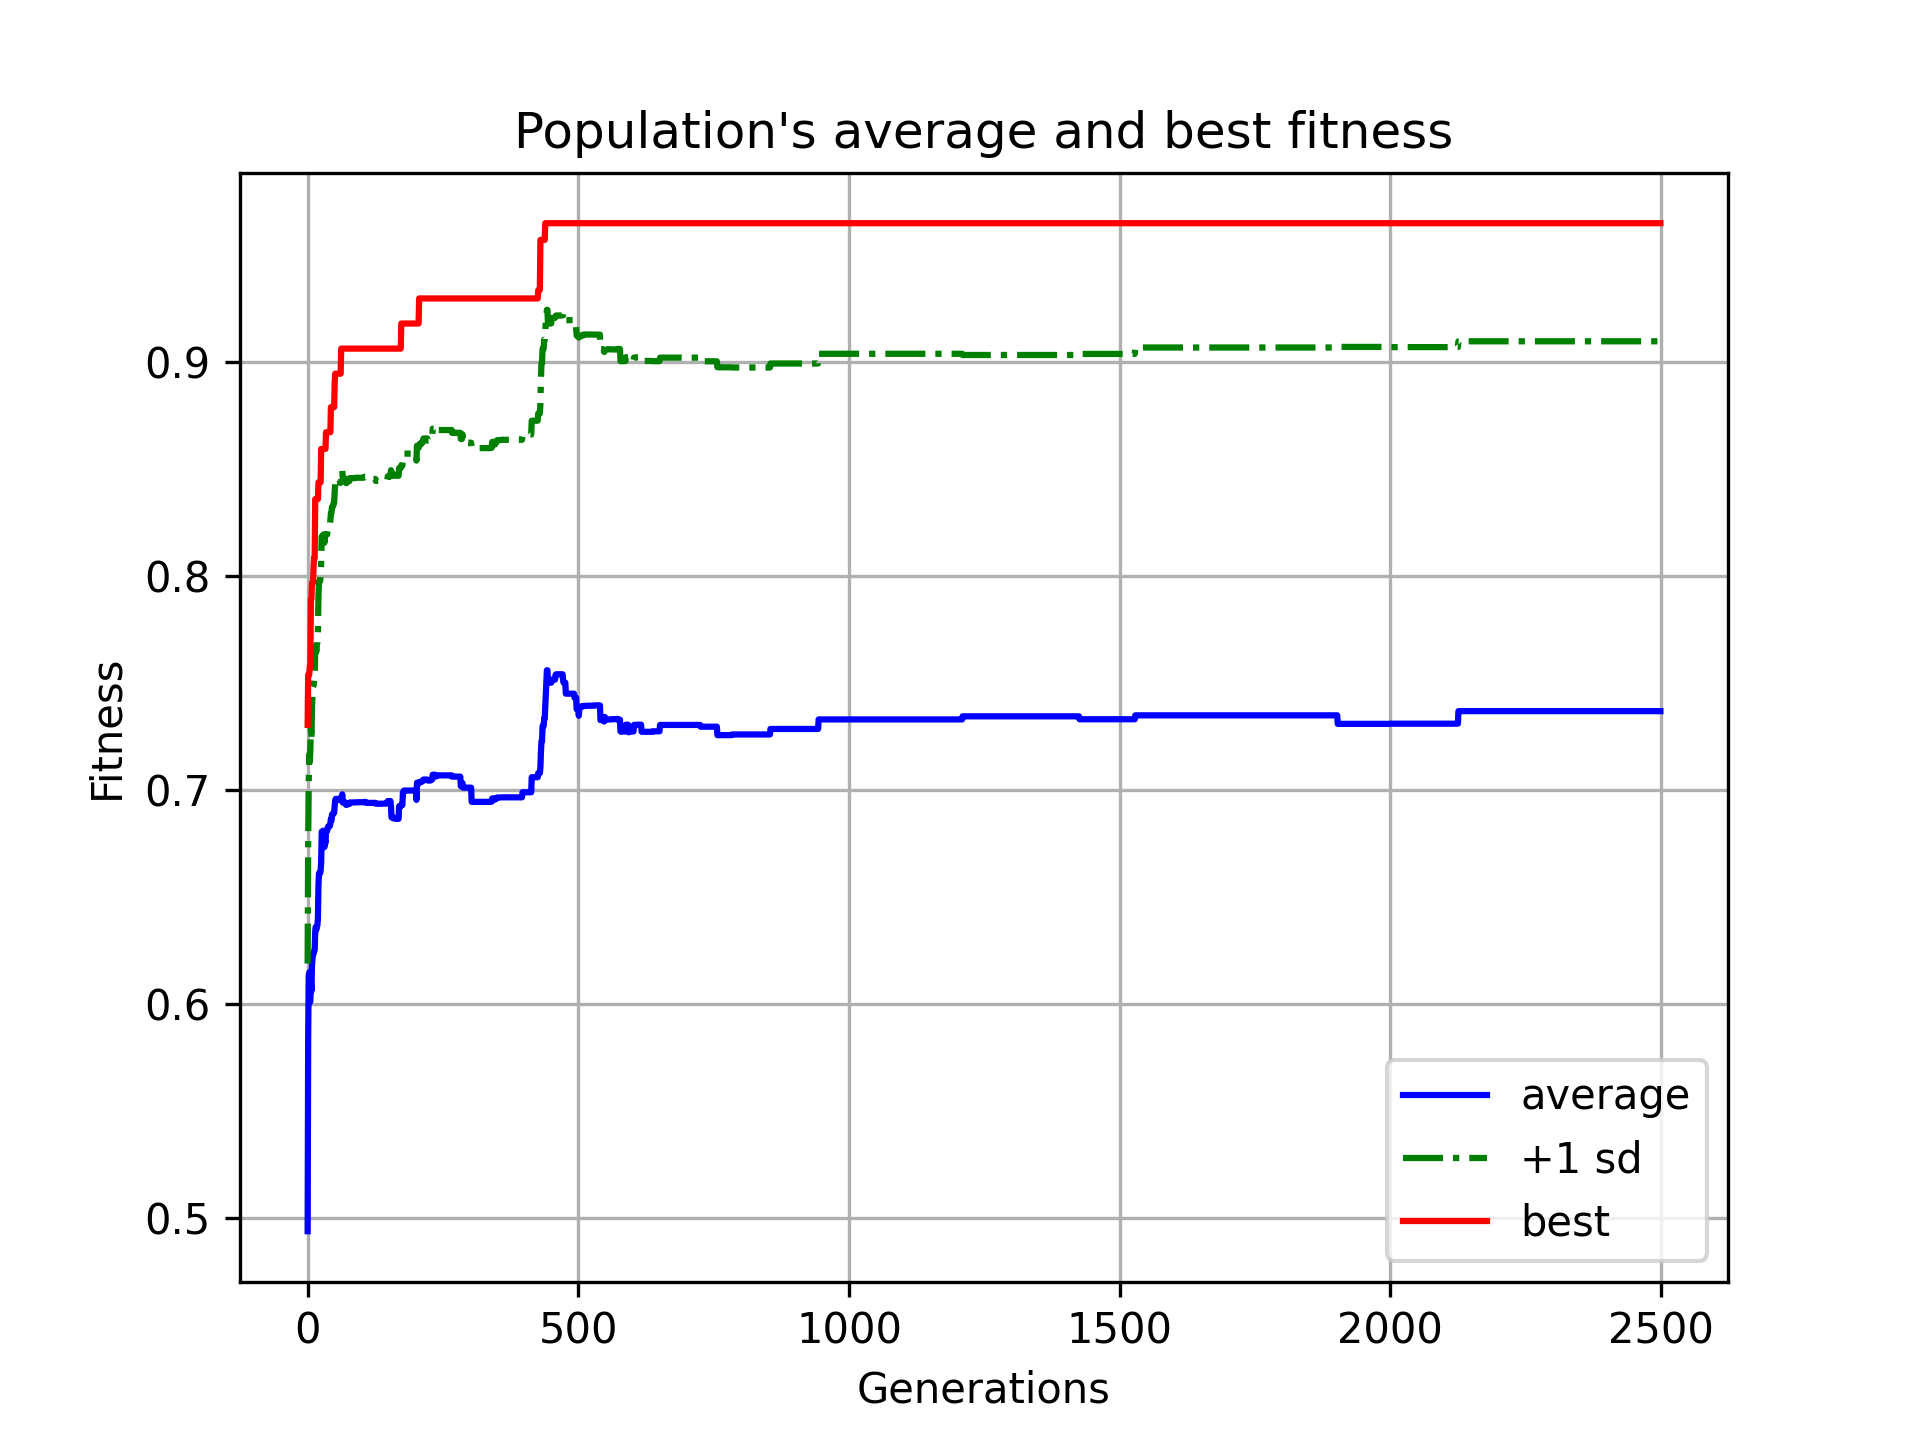 Population's average and best fitness
Fitness
0.9
0.8
0.7
0.6
0.5
0 500 1000 1500 2000 2500
Generations
average
+1 sd
best